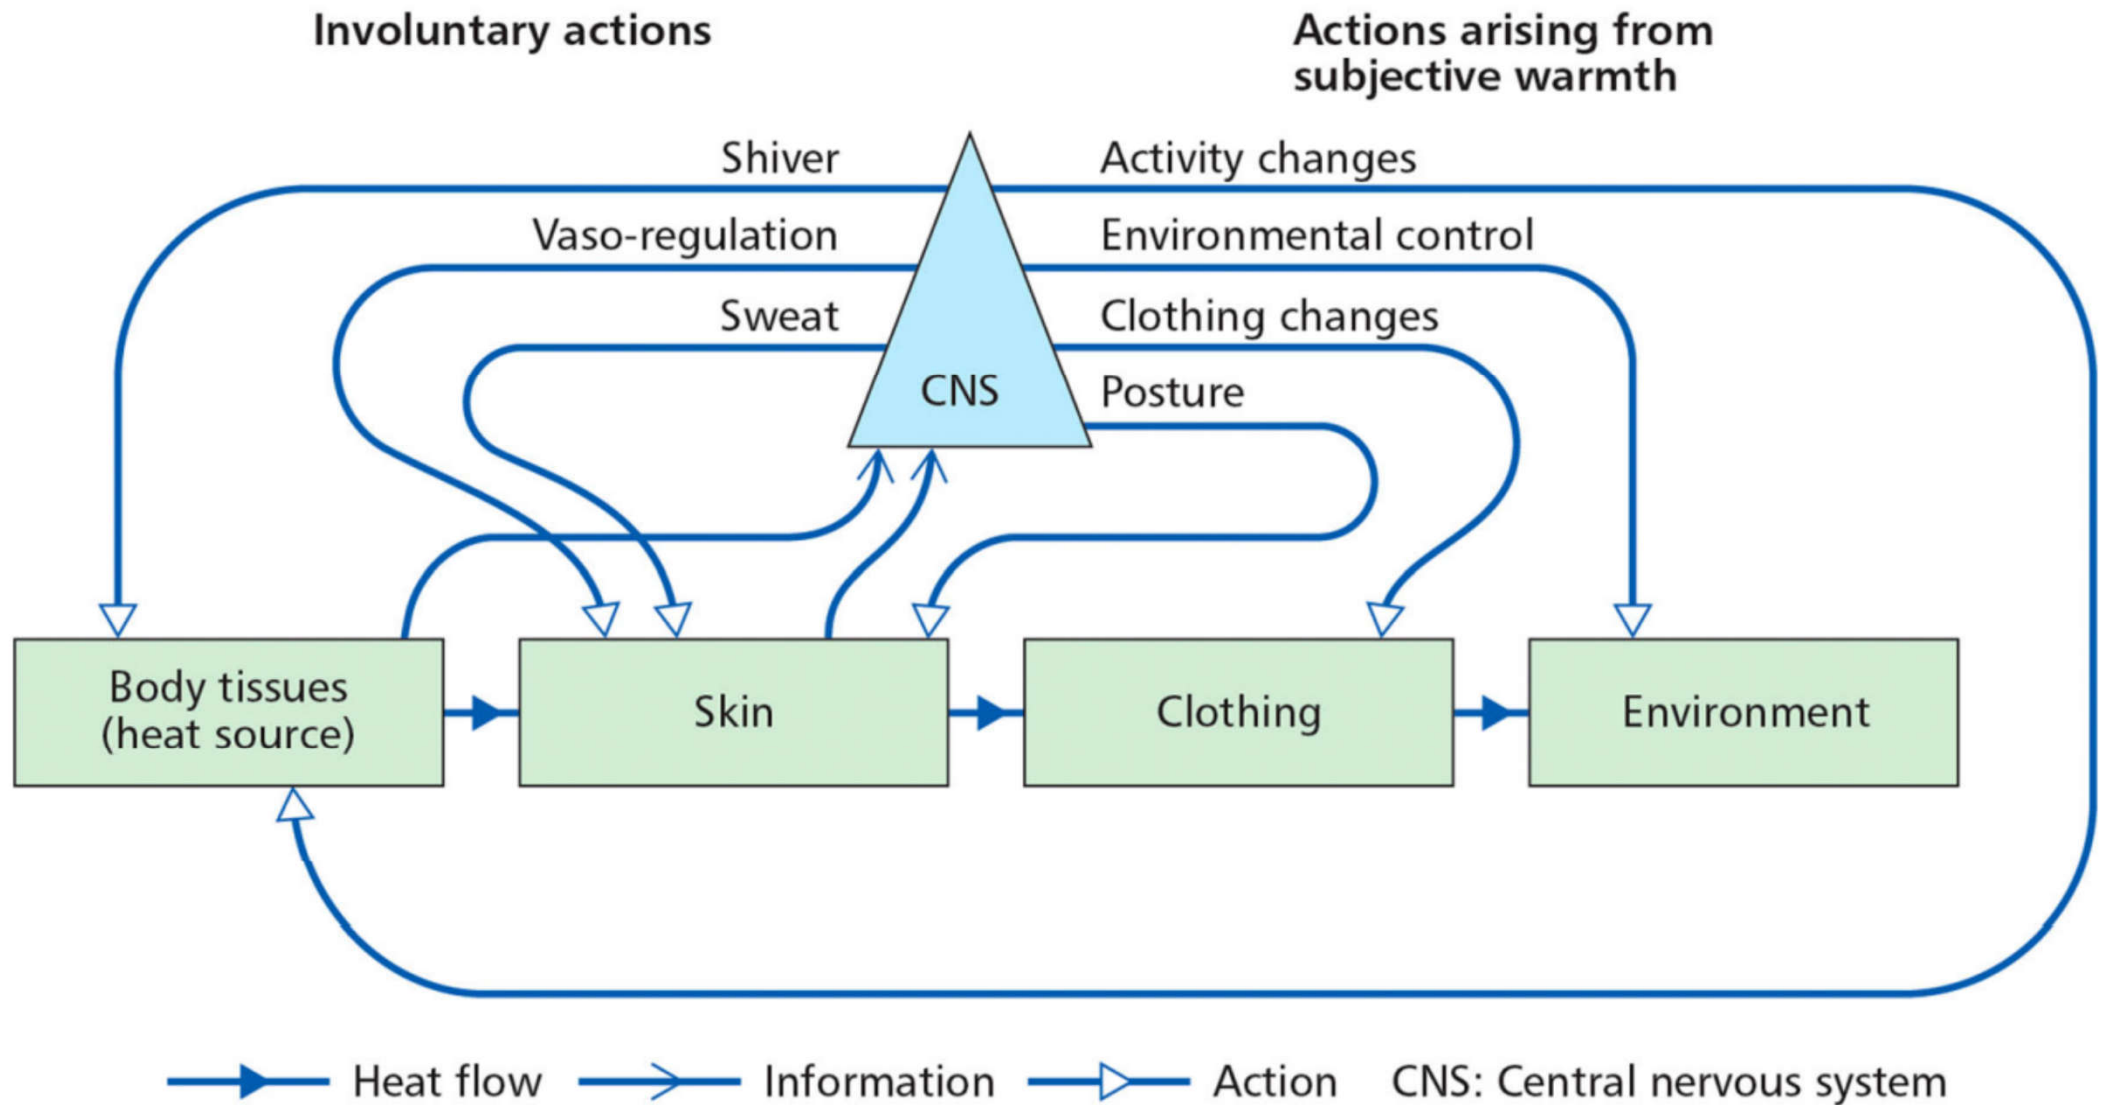 Involuntary actions
Actions arising from
subjective warmth
Shiver
Activity changes
Vaso-regulation
Environmental control
Sweat
Clothing changes
CNS
Posture
Body tissues
(heat source)
Skin
Clothing
Environment
Heat flow
Information
Action
CNS: Central nervous system